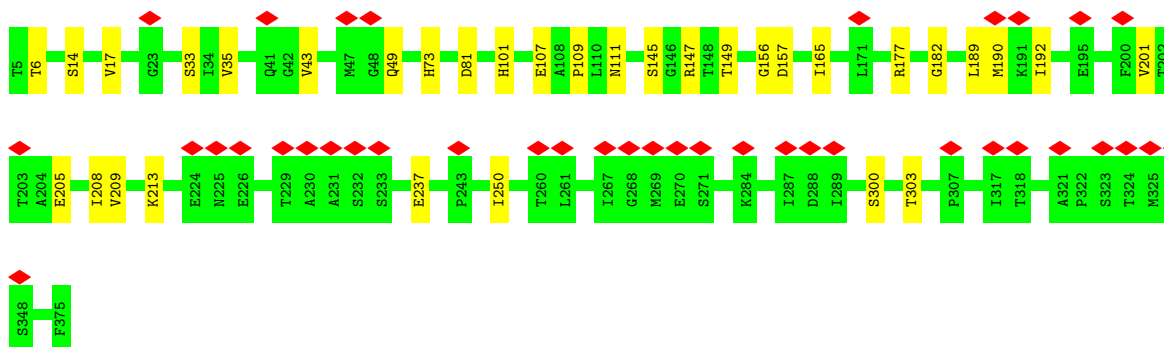 T5 T6 S14 V17 G23 S33 I34 V35 Q41 G42 V43 M47 G48 Q49 H73 D81 H101 E107 A108 P109 L110 N111 S145 G146 R147 T148 T149 G156 D157 I165 L171 R177 G182 L189 M190 K191 I192 E195 F200 V201 T202
T203 A204 E205 I208 V209 K213 E224 N225 E226 T229 A230 A231 S232 S233 E237 P243 I250 T260 L261 I267 G268 M269 E270 S271 K284 I287 D288 I289 S300 T303 P307 I317 T318 A321 P322 S323 T324 M325
S348 F375